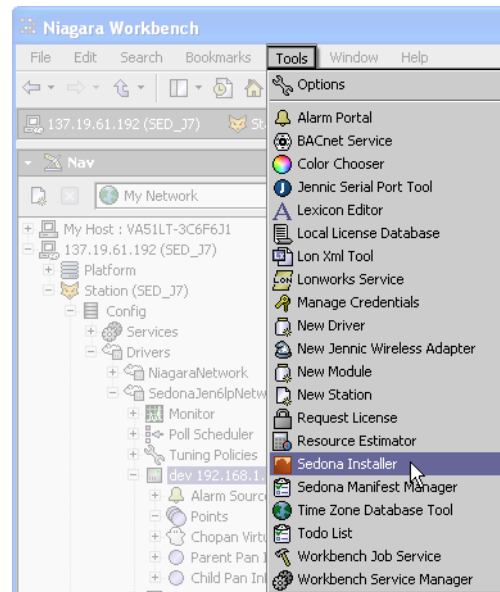 Niagara Workbench
File Edit Search Bookmarks Tools Window Help
137.19.61.192 (SED_J7)
Nav
My Network
My Host : VA51LT-3C6F6J1
137.19.61.192 (SED_J7)
Platform
Station (SED_J7)
Config
Services
Drivers
NiagaraNetwork
SedonaJen6lpNetw
Monitor
Poll Scheduler
Tuning Policies
dev 192.168.1.
Alarm Source
Points
Chopan Virtu
Parent Pan I
Child Pan In
Options
Alarm Portal
BACnet Service
Color Chooser
Jennic Serial Port Tool
Lexicon Editor
Local License Database
Lon Xml Tool
Lonworks Service
Manage Credentials
New Driver
New Jennic Wireless Adapter
New Module
New Station
Request License
Resource Estimator
Sedona Installer
Sedona Manifest Manager
Time Zone Database Tool
Todo List
Workbench Job Service
Workbench Service Manager